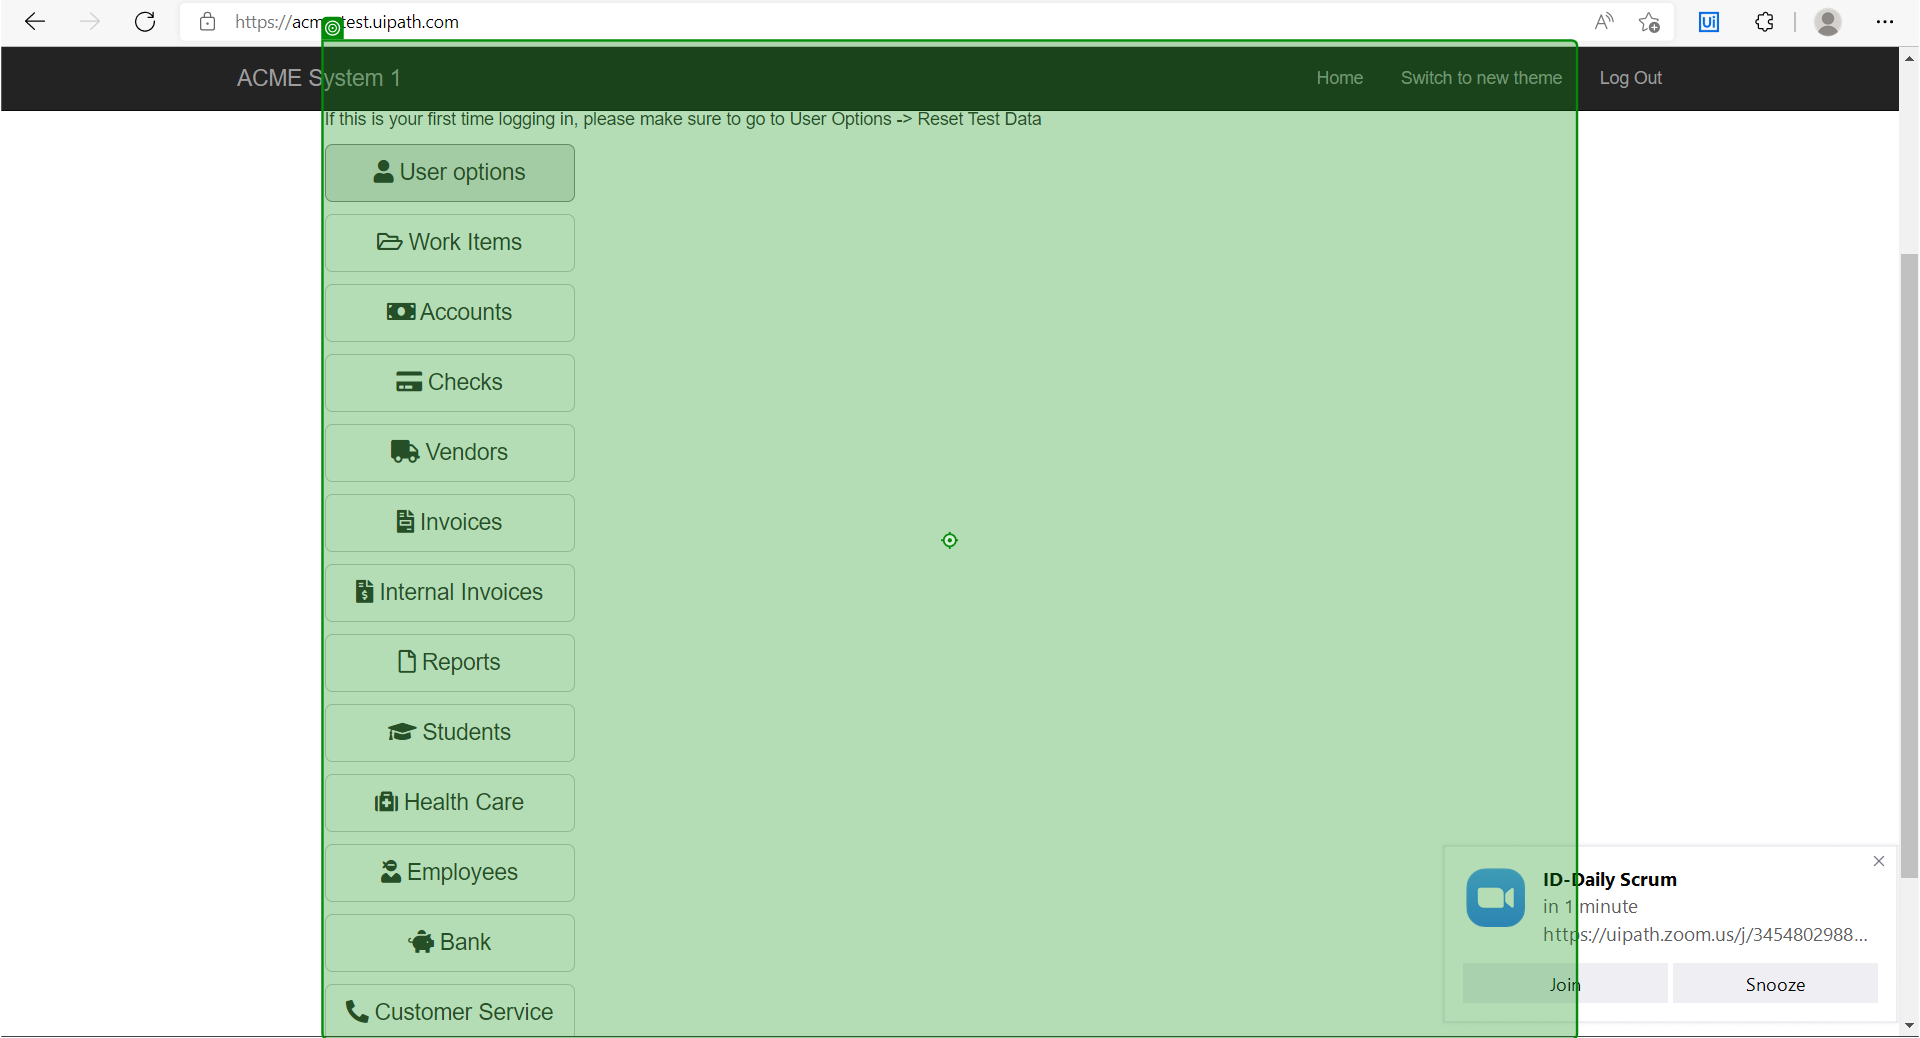 https://acme-test.uipath.com
ACME System 1
Home
Switch to new theme
Log Out
If this is your first time logging in, please make sure to go to User Options -> Reset Test Data
User options
Work Items
Accounts
Checks
Vendors
Invoices
Internal Invoices
Reports
Students
Health Care
Employees
Bank
Customer Service
ID-Daily Scrum
in 1 minute
https://uipath.zoom.us/j/3454802988...
Join
Snooze